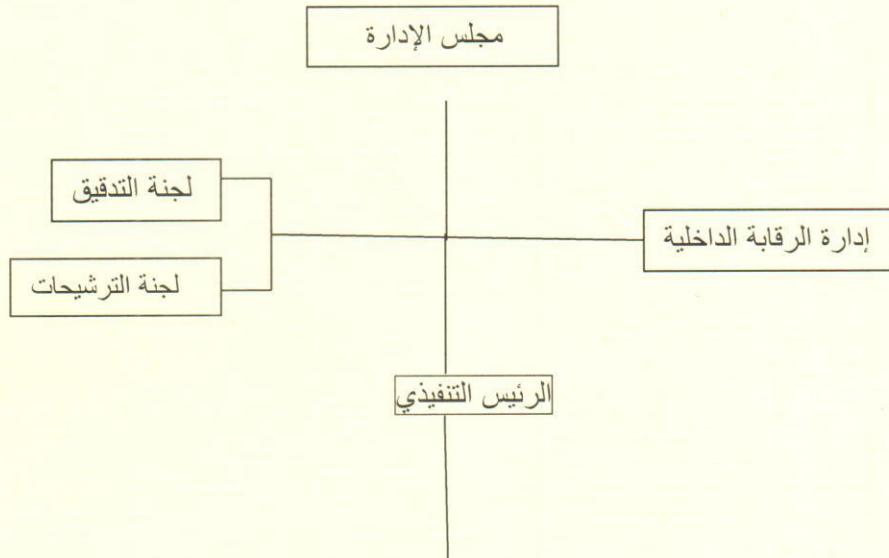 مجلس الإدارة
لجنة التدقيق
إدارة الرقابة الداخلية
لجنة الترشيحات
الرئيس التنفيذي